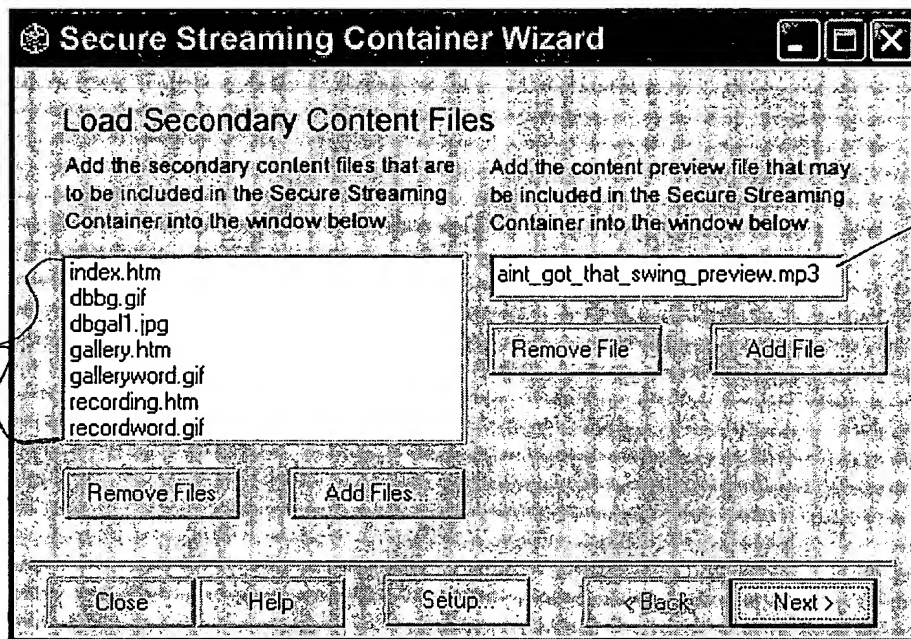 Secure Streaming Container Wizard
Load Secondary Content Files
Add the secondary content files that are
to be included in the Secure Streaming
Container into the window below
index.htm
dbbg.gif
dbgal1.jpg
gallery.htm
galleryword.gif
recording.htm
recordword.gif
Remove Files
Add Files...
Add the content preview file that may
be included in the Secure Streaming
Container into the window below
aint_got_that_swing_preview.mp3
Remove File
Add File ...
Close
Help
Setup...
< Back
Next >